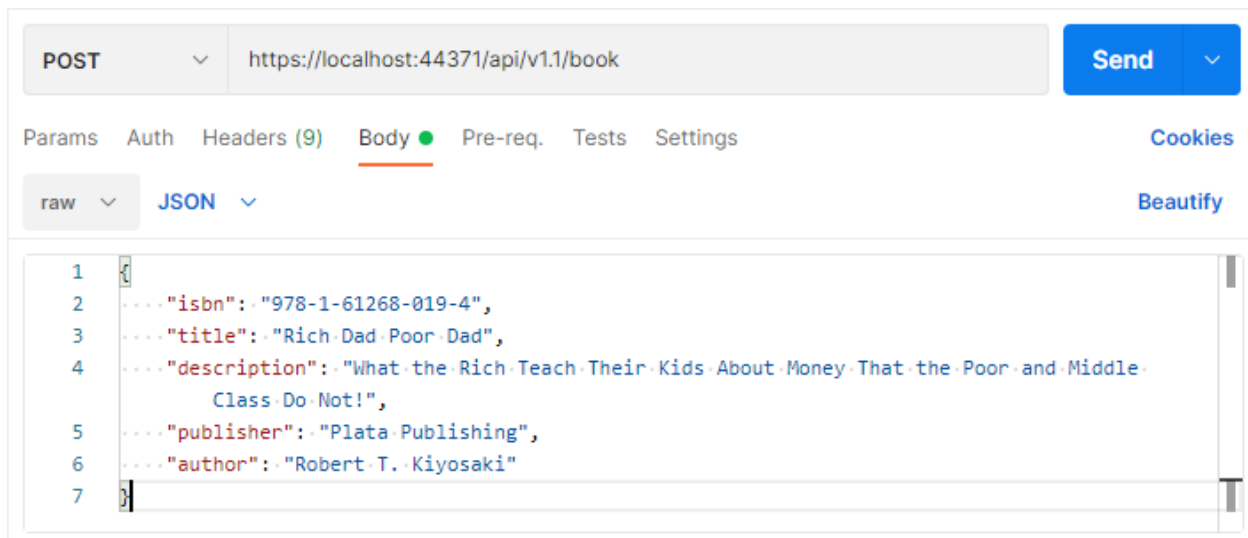 POST https://localhost:44371/api/v1.1/book Send
Params Auth Headers (9) Body Pre-req. Tests Settings Cookies
raw JSON Beautify
1 {
2 "isbn": "978-1-61268-019-4",
3 "title": "Rich Dad Poor Dad",
4 "description": "What the Rich Teach Their Kids About Money That the Poor and Middle
Class Do Not!",
5 "publisher": "Plata Publishing",
6 "author": "Robert T. Kiyosaki"
7 }